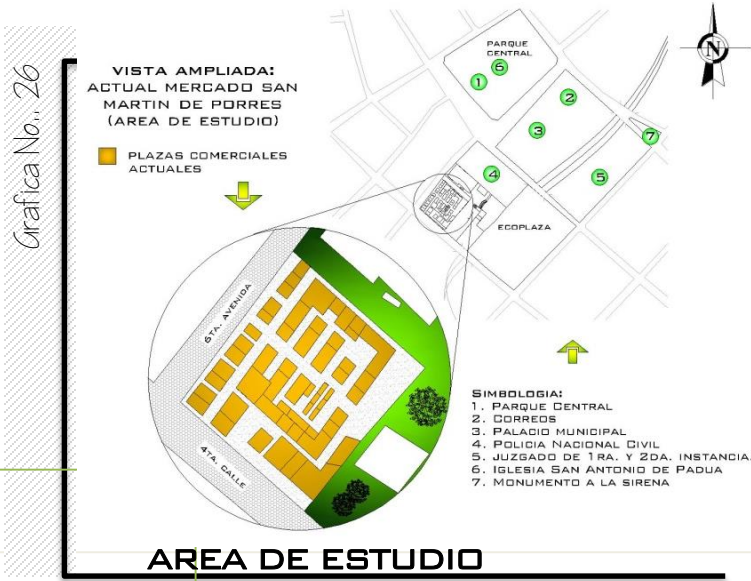 Grafica No.. 26
VISTA AMPLIADA:
ACTUAL MERCADO SAN
MARTIN DE PORRES
(AREA DE ESTUDIO)
PLAZAS COMERCIALES
ACTUALES
PARQUE
CENTRAL
6
1
2
3
7
4
5
ECOPLAZA
N
6TA. AVENIDA
4TA. CALLE
SIMBOLOGIA:
1. PARQUE CENTRAL
2. CORREOS
3. PALACIO MUNICIPAL
4. POLICIA NACIONAL CIVIL
5. JUZGADO DE 1RA. Y 2DA. INSTANCIA.
6. IGLESIA SAN ANTONIO DE PADUA
7. MONUMENTO A LA SIRENA
AREA DE ESTUDIO